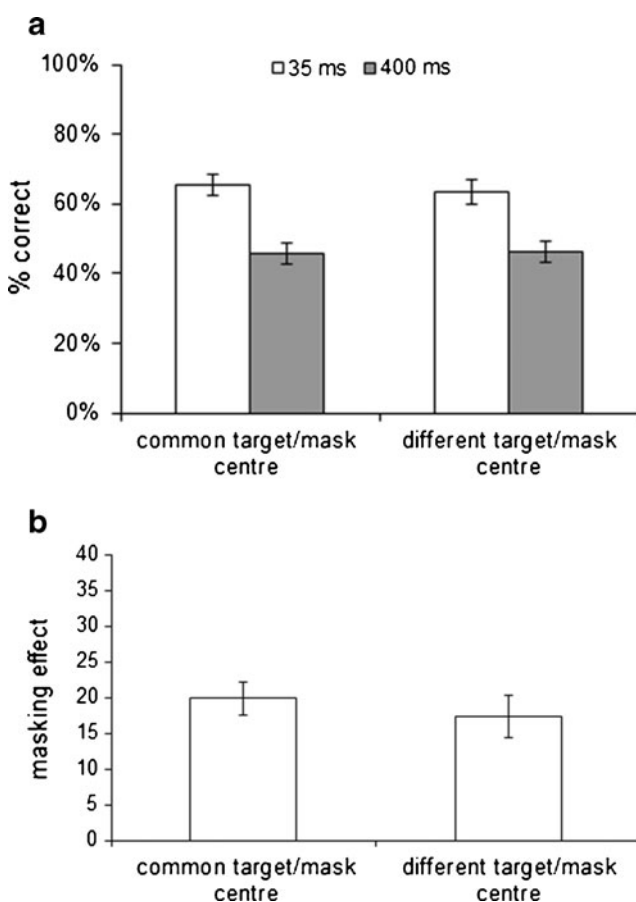 a
100%
35 ms 400 ms
80%
60%
40%
20%
0%
% correct
common target/mask different target/mask
centre centre
b
40
35
30
25
20
15
10
5
0
masking effect
common target/mask different target/mask
centre centre